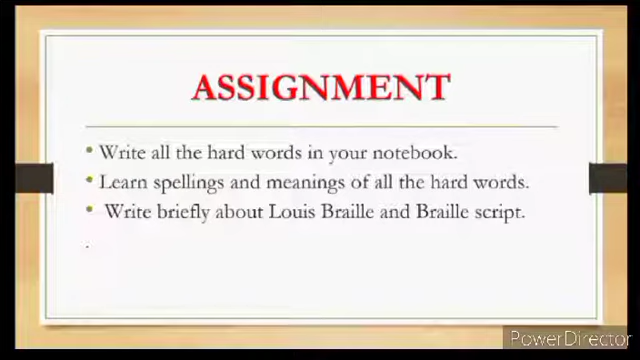 ASSIGNMENT
• Write all the hard words in your notebook.
• Learn spellings and meanings of all the hard words.
• Write briefly about Louis Braille and Braille script.
.
PowerDirector